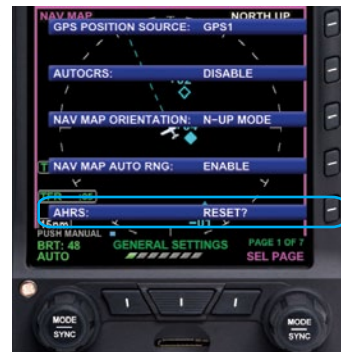 NAV MAP NORTH UP
GPS POSITION SOURCE: GPS1
AUTOCRS: DISABLE
NAV MAP ORIENTATION: N-UP MODE
NAV MAP AUTO RNG: ENABLE
AHRS: RESET?
PUSH MANUAL
BRT: 48 GENERAL SETTINGS PAGE 1 OF 7
AUTO SEL PAGE
MODE MODE
SYNC SYNC